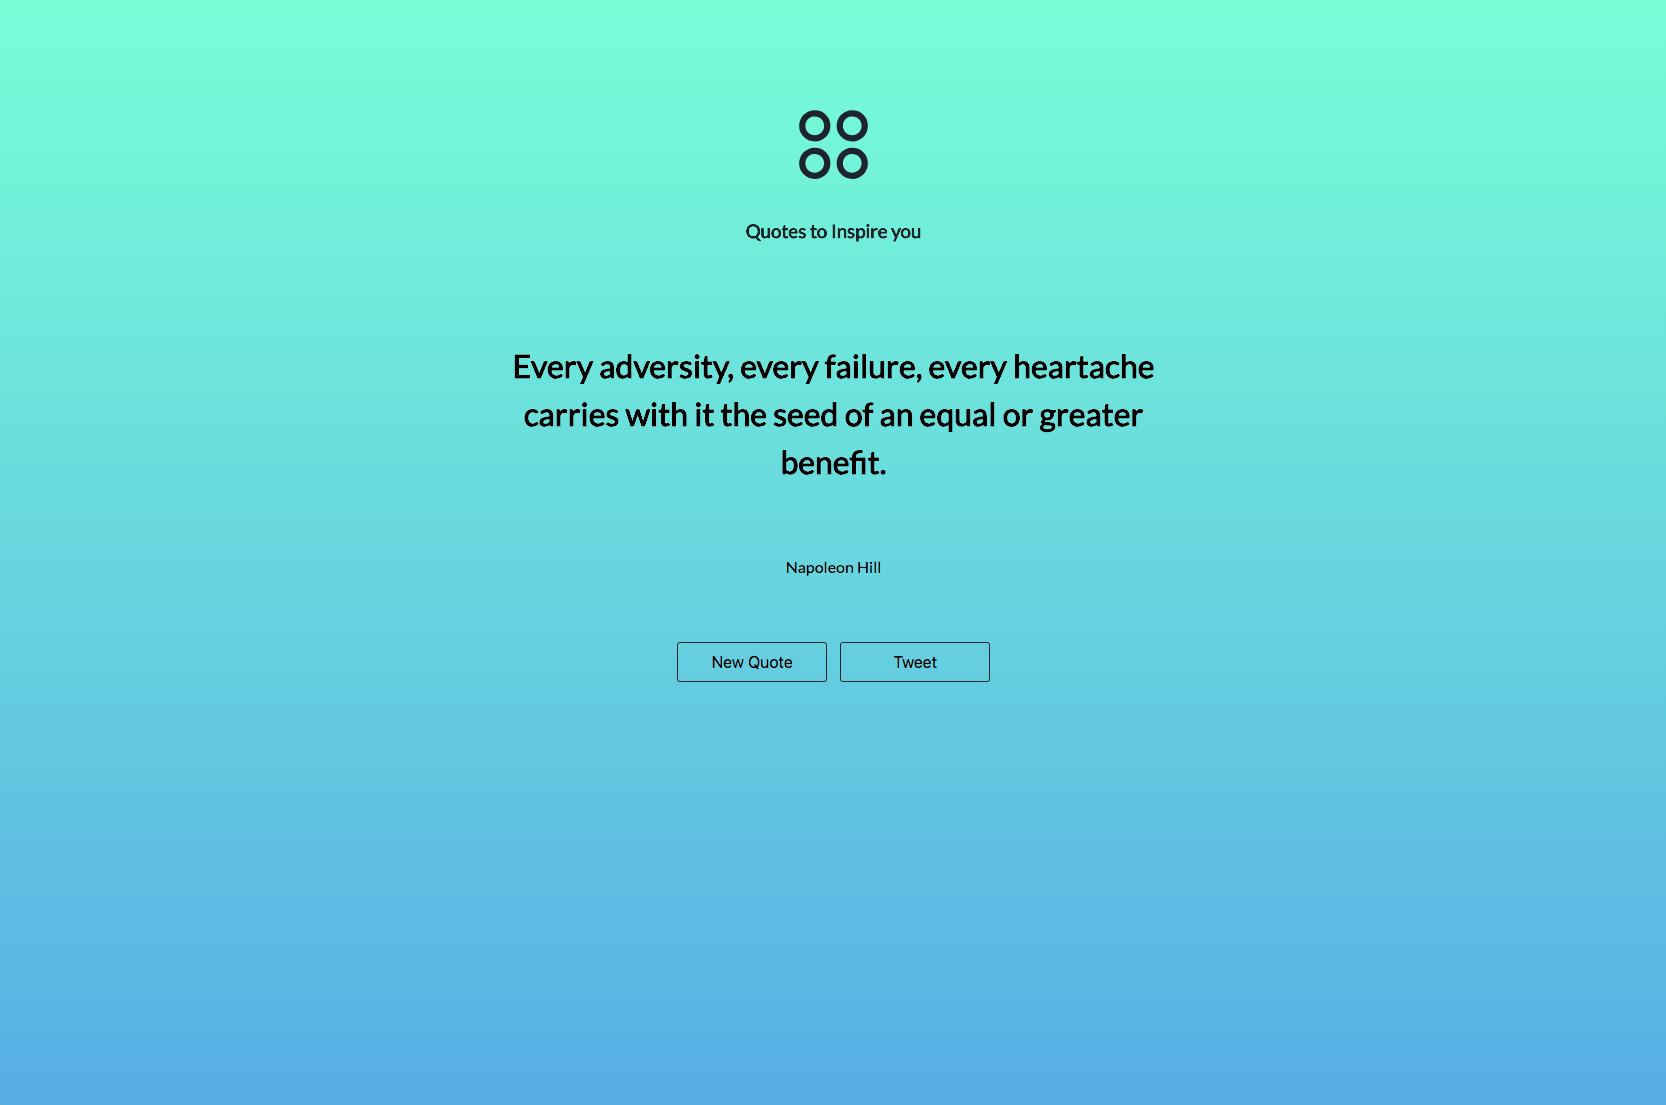 Quotes to Inspire you
Every adversity, every failure, every heartache
carries with it the seed of an equal or greater
benefit.
Napoleon Hill
New Quote
Tweet